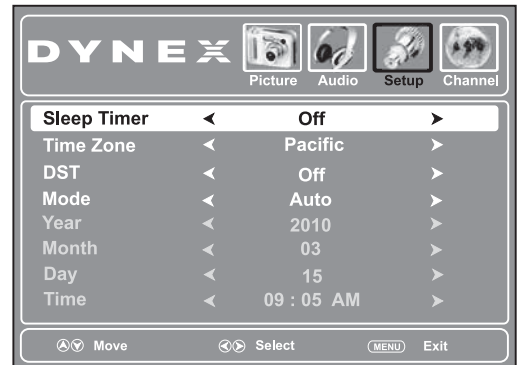 DYNEX
Picture Audio Setup Channel
Sleep Timer Off
Time Zone Pacific
DST Off
Mode Auto
Year 2010
Month 03
Day 15
Time 09 : 05 AM
Move Select MENU Exit